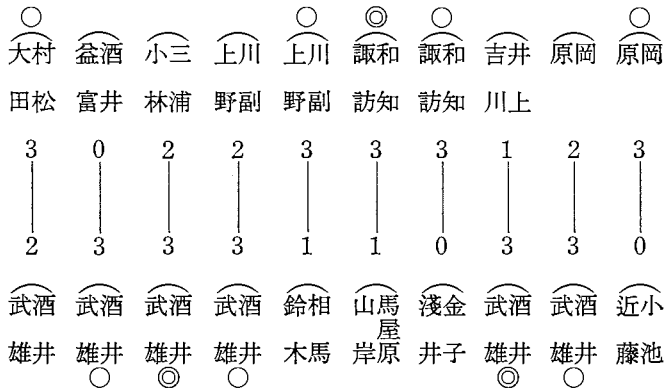 ○
岡
原
3
0
小池
近藤
岡
原
2
3
酒井
武雄
○
井上
吉川
1
3
酒井
武雄
◎
○
和知
諏訪
3
0
金子
淺井
◎
和知
諏訪
3
1
馬屋原
山岸
○
川副
上野
3
1
相馬
鈴木
川副
上野
2
3
酒井
武雄
○
三浦
小林
2
3
酒井
武雄
◎
酒井
益富
0
3
酒井
武雄
○
○
村松
大田
3
2
酒井
武雄